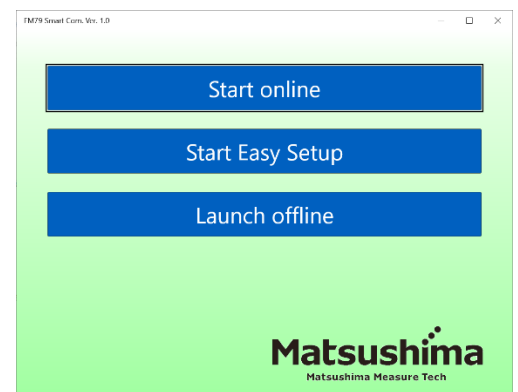 FM79 Smart Com. Ver. 1.0
Start online
Start Easy Setup
Launch offline
Matsushima
Matsushima Measure Tech